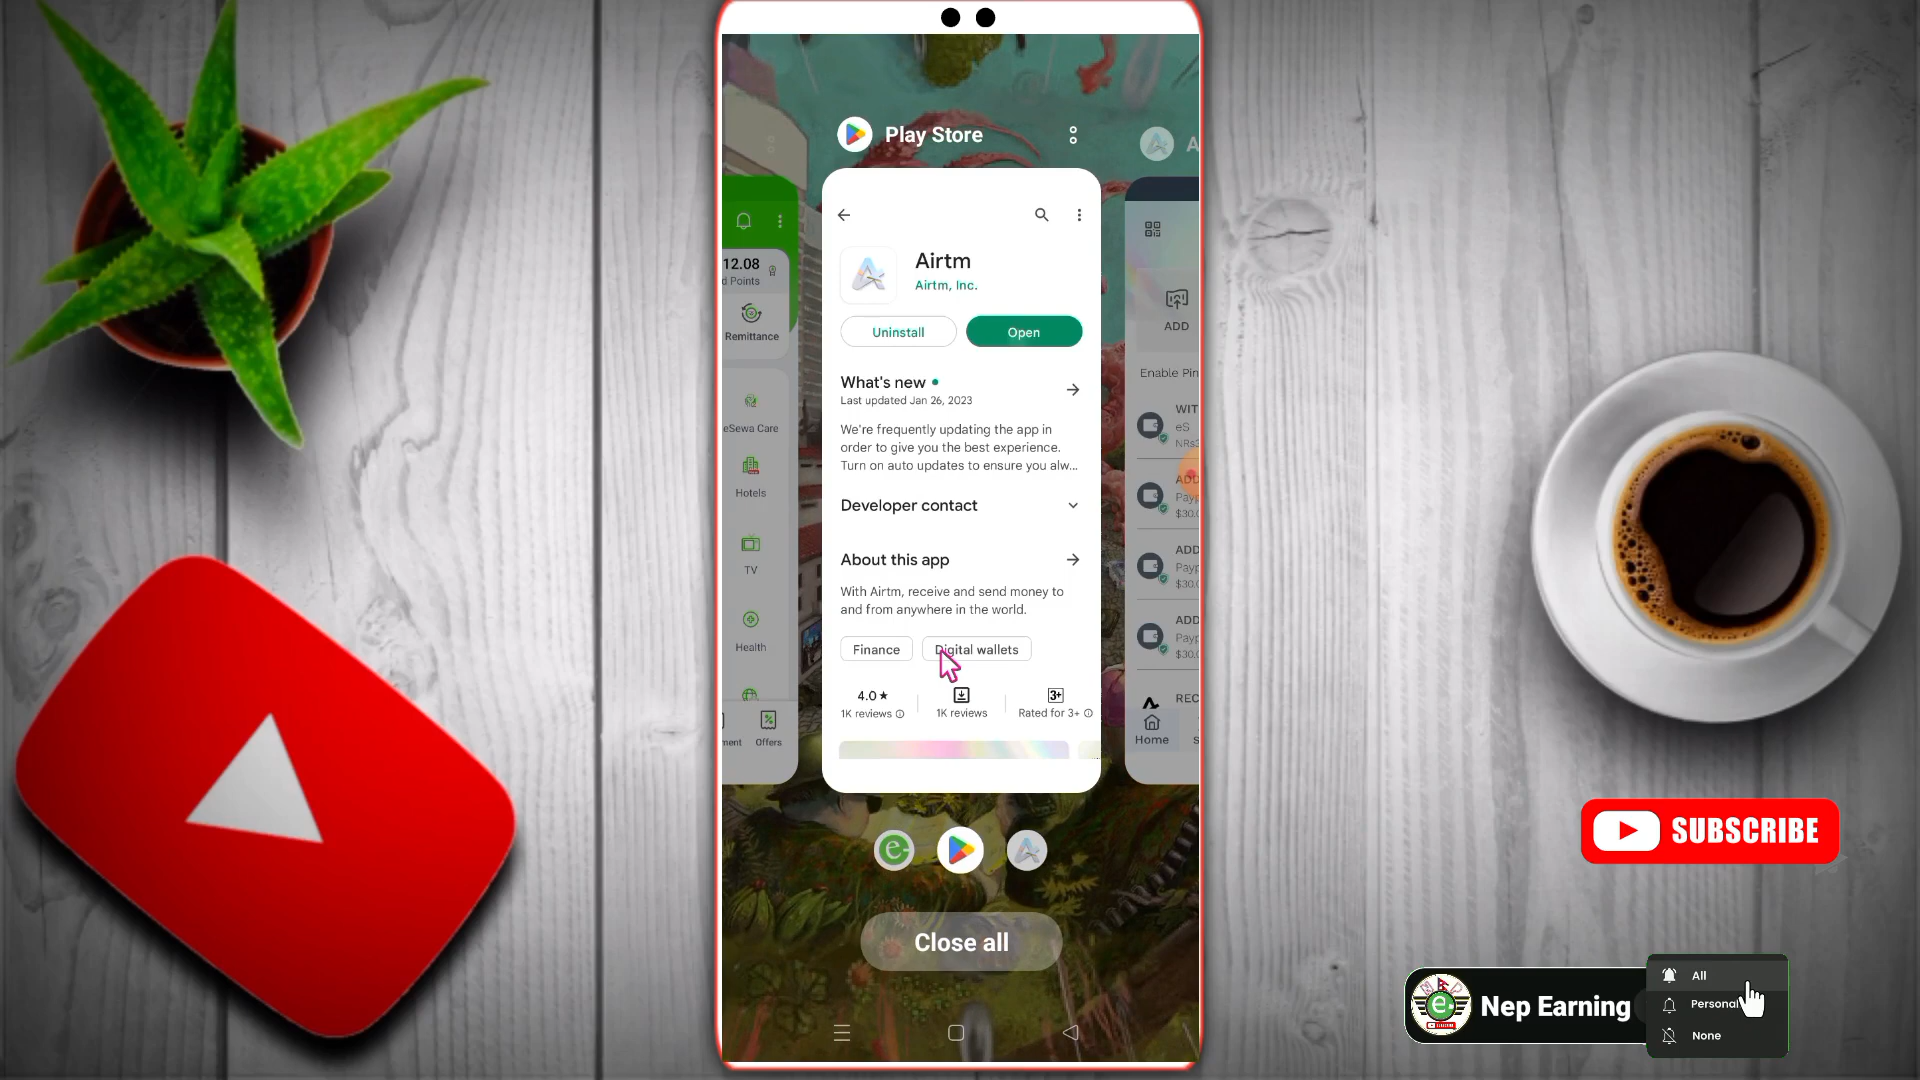 Play Store
A
12.08
d Points
Remittance
eSewa Care
Hotels
TV
Health
ment
Offers
Airtm
Airtm, Inc.
Uninstall
Open
What's new
Last updated Jan 26, 2023
We're frequently updating the app in
order to give you the best experience.
Turn on auto updates to ensure you alw...
Developer contact
About this app
With Airtm, receive and send money to
and from anywhere in the world.
Finance
Digital wallets
4.0★
1K reviews
1K reviews
3+
Rated for 3+
ADD
Enable Pin
WIT
eS
NRs
ADD
Payp
$30.0
ADD
Payp
$30.0
ADD
Payp
$30.0
REC
Home
S
Close all
SUBSCRIBE
Nep Earning
All
Personal
None